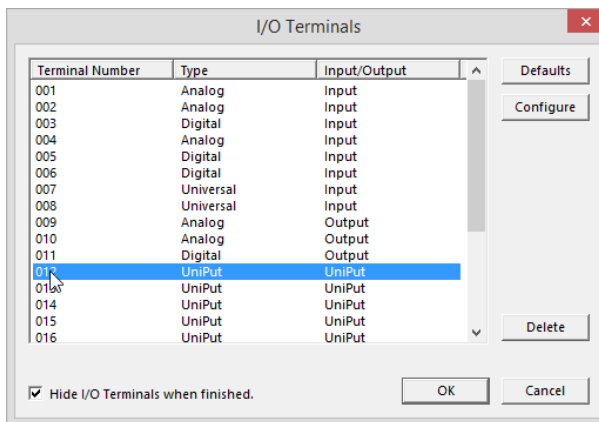 I/O Terminals
Terminal Number Type Input/Output
001 Analog Input
002 Analog Input
003 Digital Input
004 Analog Input
005 Digital Input
006 Digital Input
007 Universal Input
008 Universal Input
009 Analog Output
010 Analog Output
011 Digital Output
012 UniPut UniPut
013 UniPut UniPut
014 UniPut UniPut
015 UniPut UniPut
016 UniPut UniPut
Defaults
Configure
Delete
Hide I/O Terminals when finished.
OK
Cancel